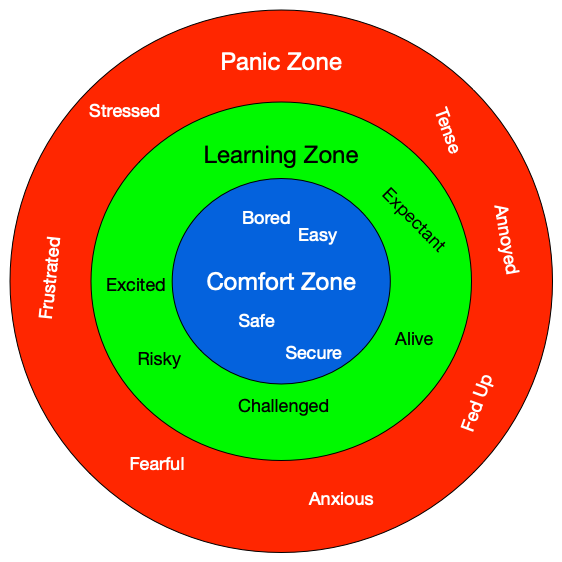 Panic Zone
Stressed
Tense
Learning Zone
Expectant
Bored
Easy
Annoyed
Frustrated
Excited
Comfort Zone
Safe
Alive
Secure
Risky
Fed Up
Challenged
Fearful
Anxious